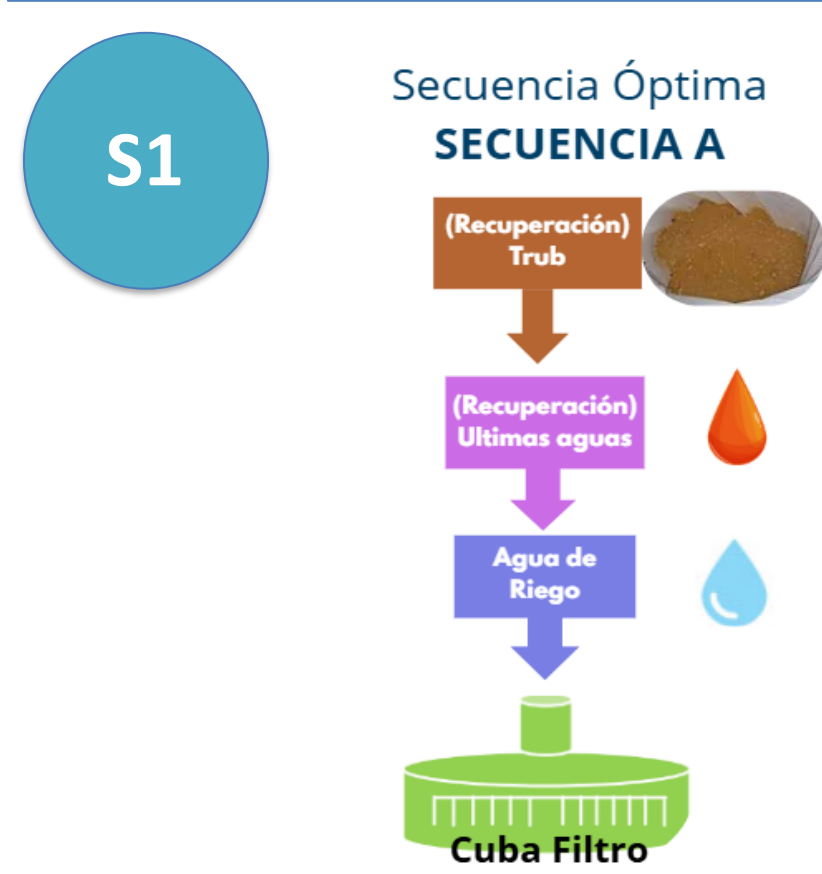 S1
Secuencia Óptima
SECUENCIA A
(Recuperación)
Trub
(Recuperación)
Ultimas aguas
Agua de
Riego
Cuba Filtro